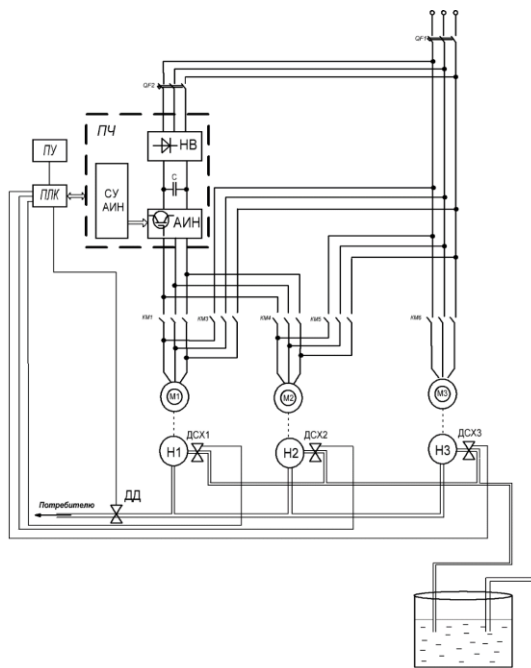 QF1
QF2
ПЧ
НВ
ПУ
ПЛК
СУ
АИН
С
АИН
КМ1
КМ3
КМ4
КМ5
КМ6
М1
М2
М3
ДСХ1
ДСХ2
ДСХ3
Н1
Н2
Н3
Потребителю
ДД